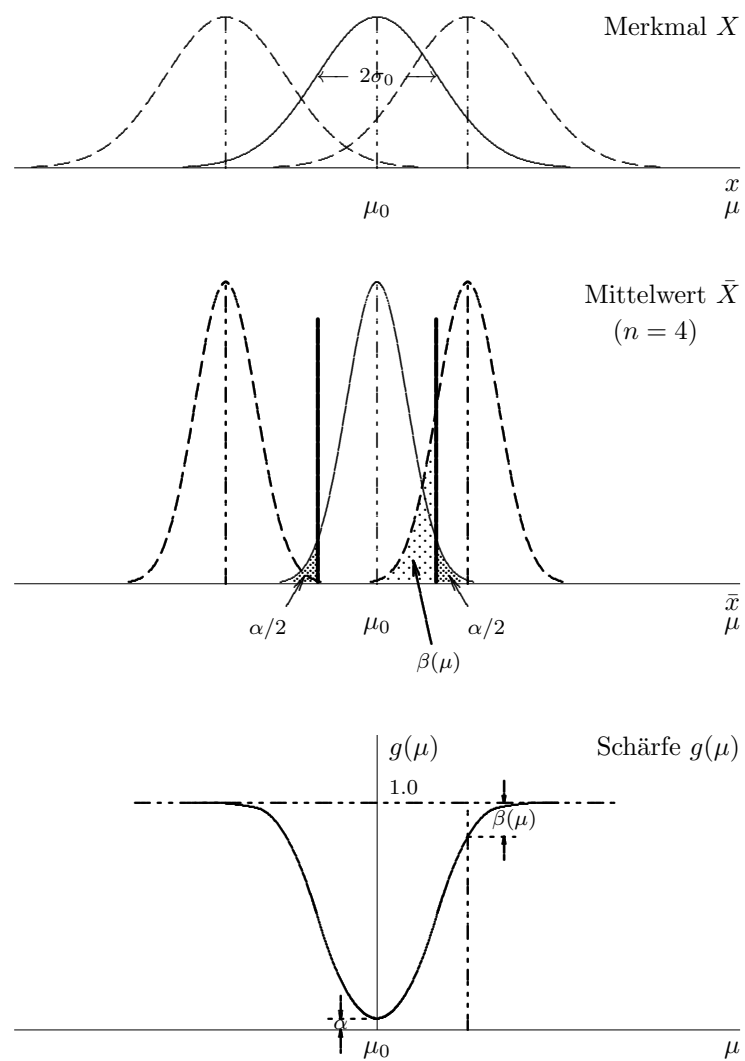 Merkmal X
2σ₀
x
μ₀ μ
Mittelwert X̄
(n = 4)
x̄
α/2 μ₀ α/2 μ
β(μ)
g(μ) Schärfe g(μ)
1.0
β(μ)
α
μ₀ μ